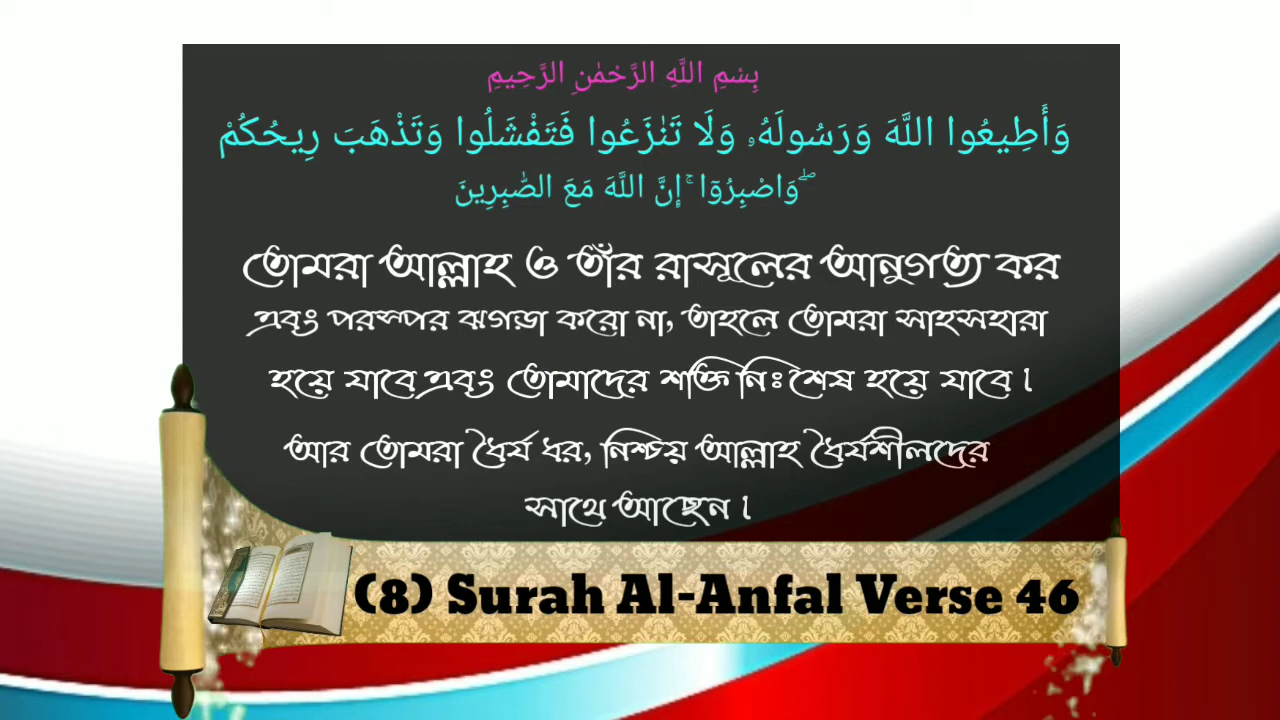 بِسْمِ اللَّهِ الرَّحْمٰنِ الرَّحِيمِ
وَأَطِيعُوا اللَّهَ وَرَسُولَهُۥ وَلَا تَنٰزَعُوا فَتَفْشَلُوا وَتَذْهَبَ رِيحُكُمْ
ۖ وَاصْبِرُوٓا ۚ إِنَّ اللَّهَ مَعَ الصّٰبِرِينَ
তোমরা আল্লাহ ও তাঁর রাসূলের আনুগত্য কর
এবং পরস্পর ঝগড়া করো না, তাহলে তোমরা সাহসহারা
হয়ে যাবে এবং তোমাদের শক্তি নিঃশেষ হয়ে যাবে।
আর তোমরা ধৈর্য ধর, নিশ্চয় আল্লাহ ধৈর্যশীলদের
সাথে আছেন।
(8) Surah Al-Anfal Verse 46